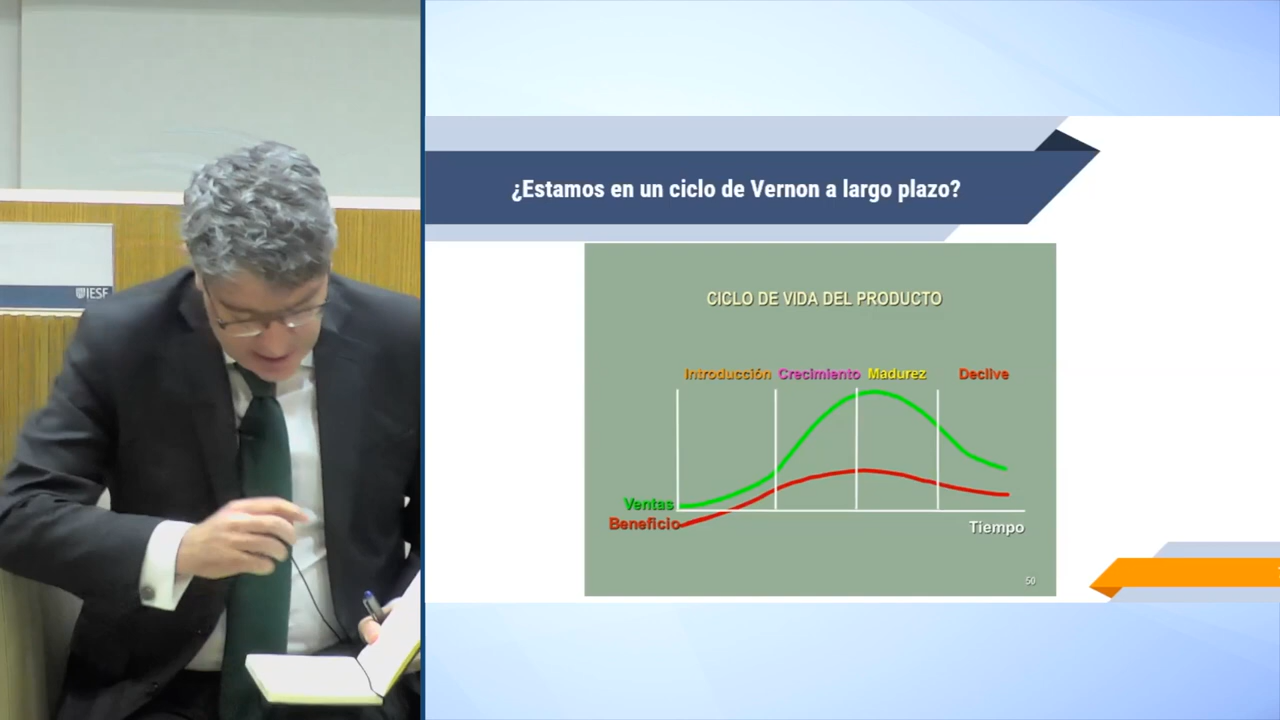 IESE
¿Estamos en un ciclo de Vernon a largo plazo?
CICLO DE VIDA DEL PRODUCTO
Introducción Crecimiento Madurez Declive
Ventas
Beneficio
Tiempo
50